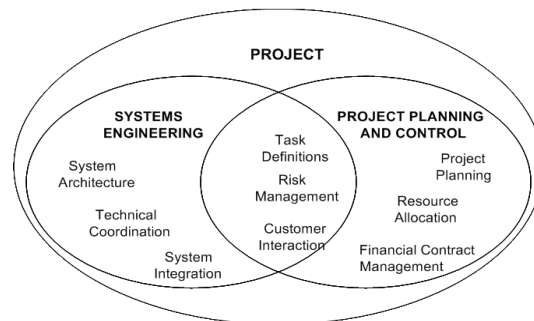 PROJECT
SYSTEMS
ENGINEERING
PROJECT PLANNING
AND CONTROL
System
Architecture
Technical
Coordination
System
Integration
Task
Definitions
Risk
Management
Customer
Interaction
Project
Planning
Resource
Allocation
Financial Contract
Management